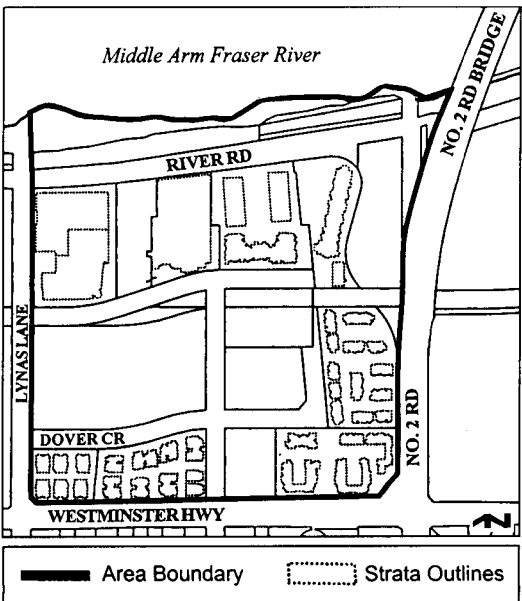 Middle Arm Fraser River
NO. 2 RD BRIDGE
RIVER RD
LYNAS LANE
DOVER CR
NO. 2 RD
WESTMINSTER HWY
N
Area Boundary
Strata Outlines